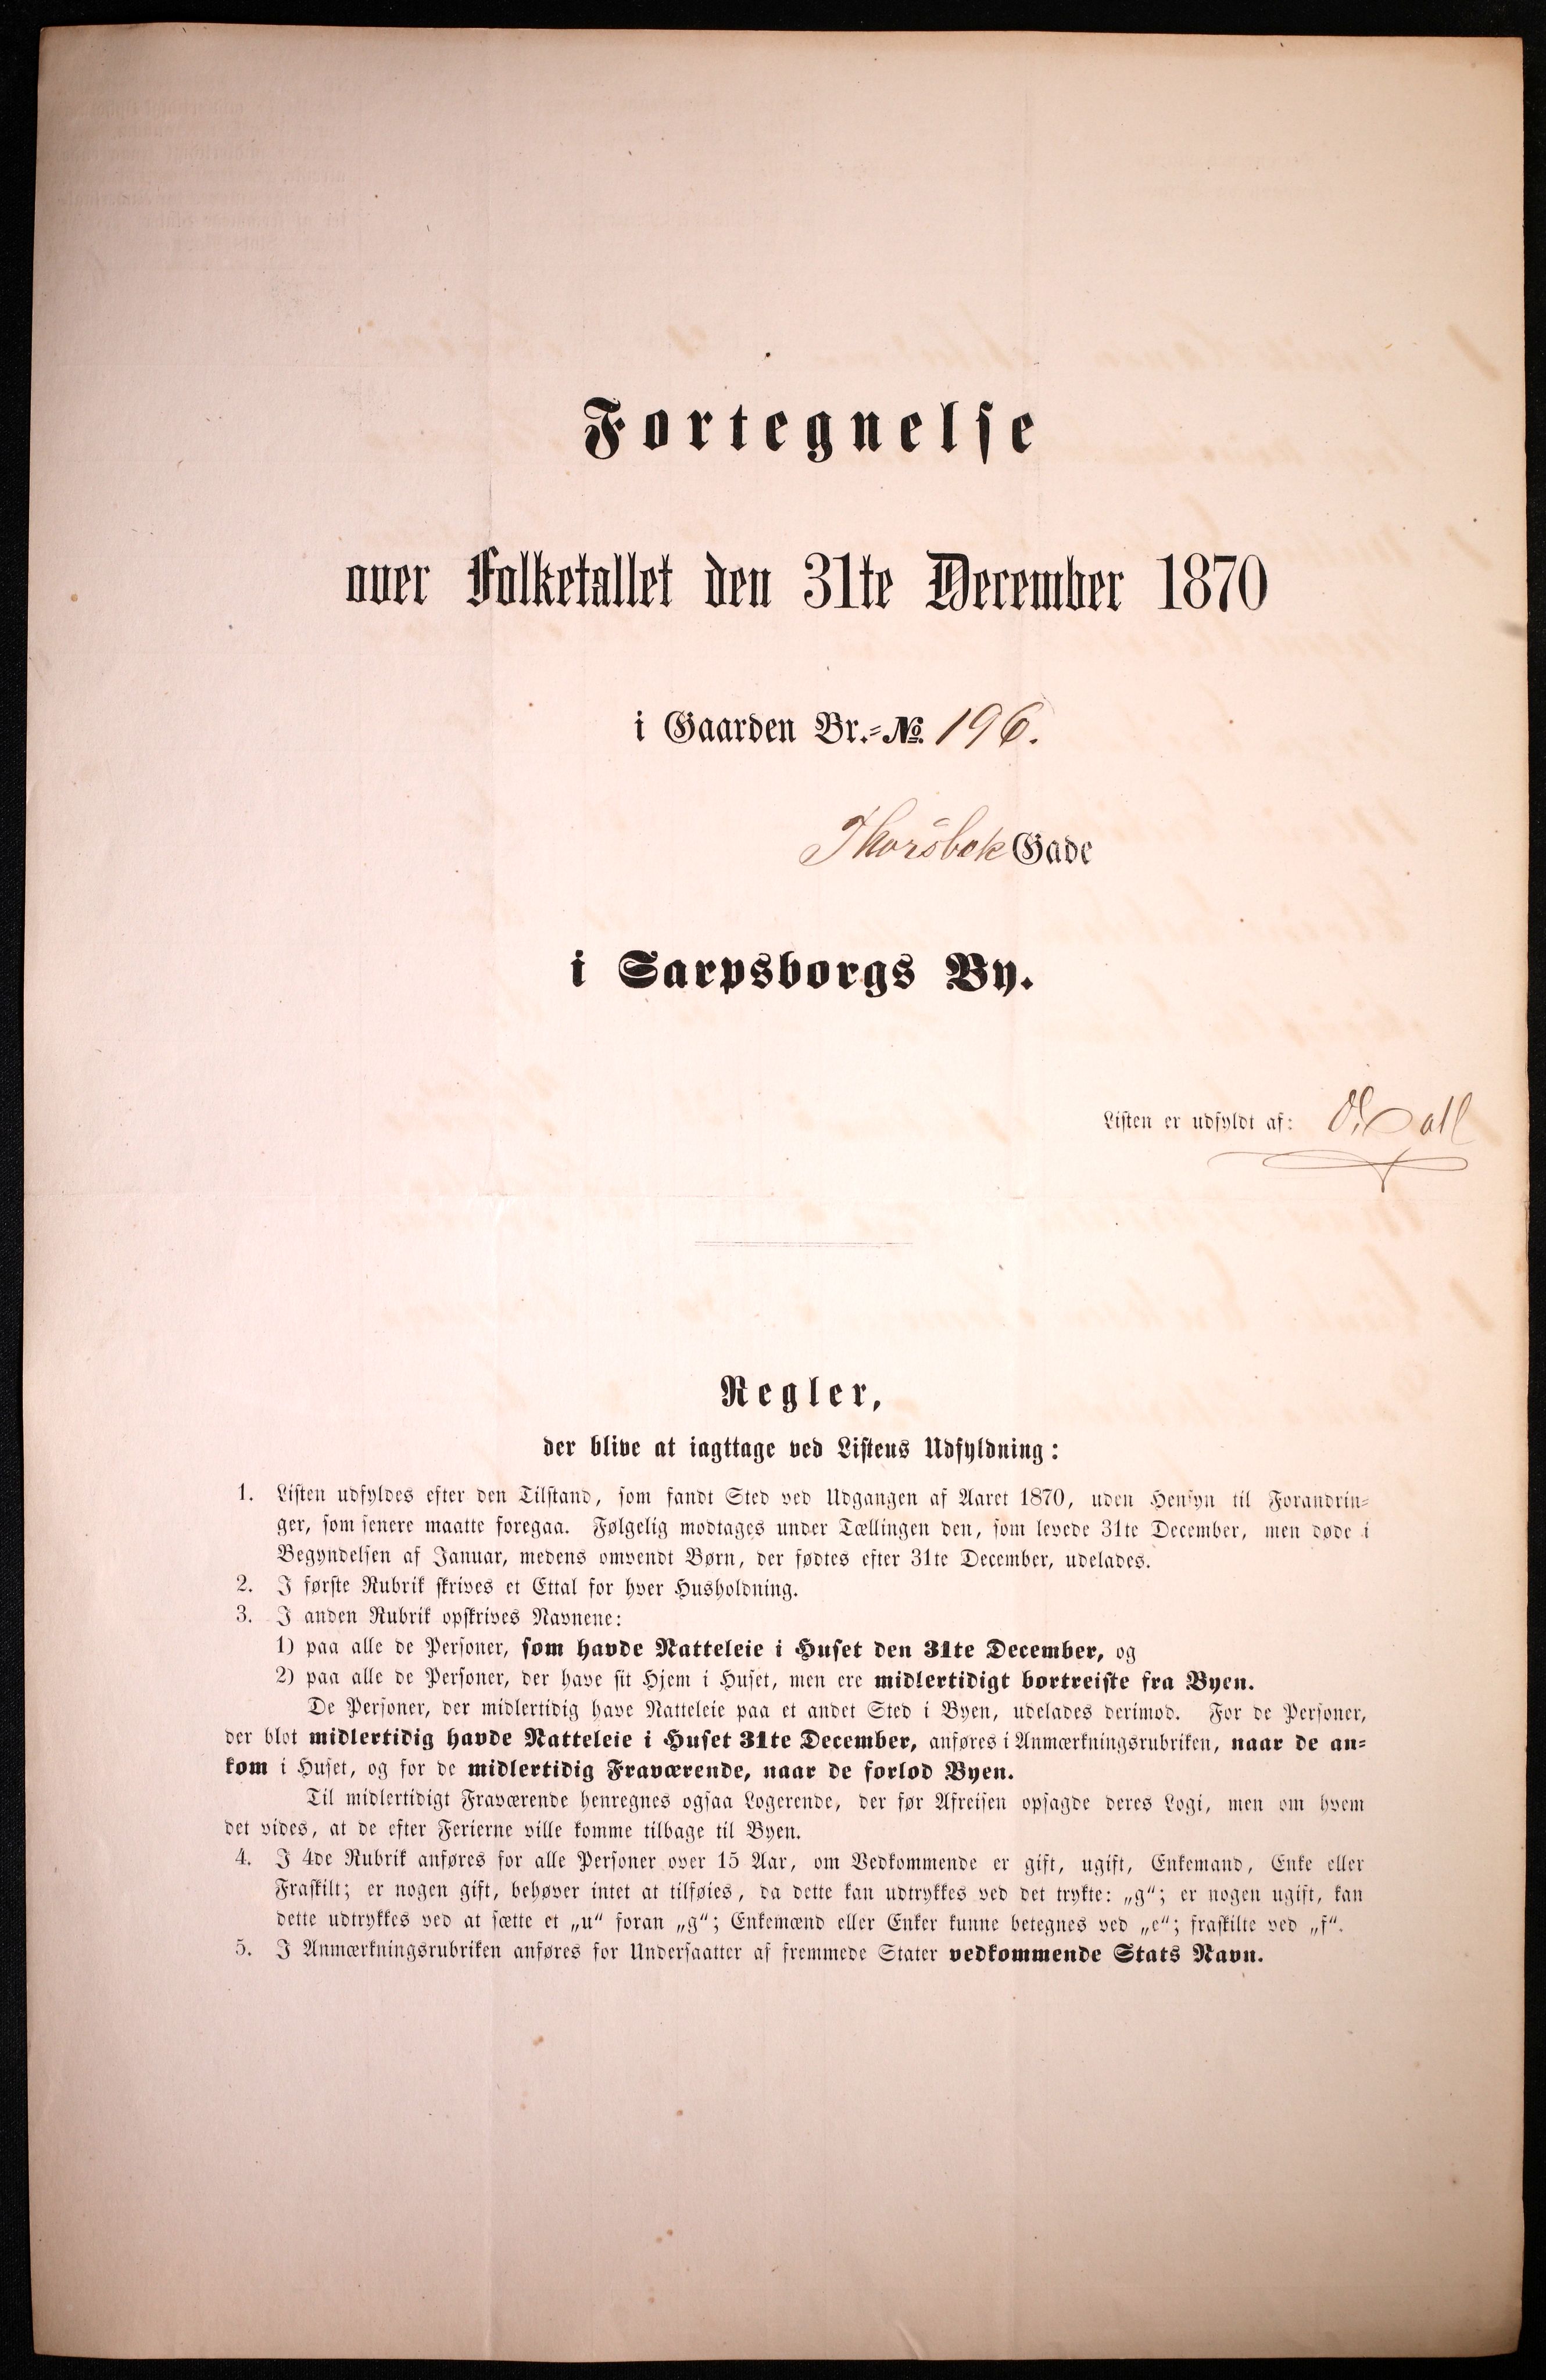 Fortegnelse
over Folketallet den 31te December 1870
i Gaarden Br.=No. 196.
Thorsbek Gade
i Sarpsborgs By.
Listen er udfyldt af:
Regler,
der blive at iagttage ved Listens Udfyldning:
1. Listen udfyldes efter den Tilstand, som fandt Sted ved Udgangen af Aaret 1870, uden Hensyn til Forandrin=
ger, som senere maatte foregaa. Følgelig modtages under Tællingen den, som levede 31te December, men døde i
Begyndelsen af Januar, medens omvendt Børn, der fødtes efter 31te December, udelades.
2. I første Rubrik skrives et Ettal for hver Husholdning.
3. I anden Rubrik opskrives Navnene:
1) paa alle de Personer, som havde Natteleie i Huset den 31te December, og
2) paa alle de Personer, der have sit Hjem i Huset, men ere midlertidigt bortreiste fra Byen.
De Personer, der midlertidig have Natteleie paa et andet Sted i Byen, udelades derimod. For de Personer,
der blot midlertidig havde Natteleie i Huset 31te December, anføres i Anmærkningsrubriken, naar de an=
kom i Huset, og for de midlertidig Fraværende, naar de forlod Byen.
Til midlertidigt Fraværende henregnes ogsaa Logerende, der før Afreisen opsagde deres Logi, men om hvem
det vides, at de efter Ferierne ville komme tilbage til Byen.
4. I 4de Rubrik anføres for alle Personer over 15 Aar, om Vedkommende er gift, ugift, Enkemand, Enke eller
Fraskilt; er nogen gift, behøver intet at tilføies, da dette kan udtrykkes ved det trykte: „g"; er nogen ugift, kan
dette udtrykkes ved at sætte et „u" foran „g"; Enkemænd eller Enker kunne betegnes ved „e"; fraskilte ved „f".
5. I Anmærkningsrubriken anføres for Undersaatter af fremmede Stater vedkommende Stats Navn.